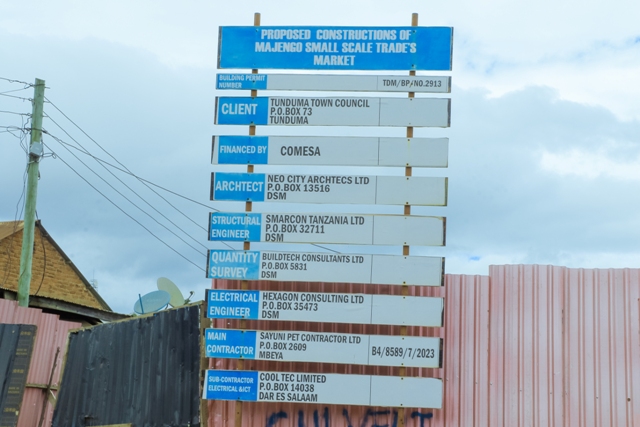 PROPOSED CONSTRUCTIONS OF
MAJENGO SMALL SCALE TRADE'S
MARKET
BUILDING PERMIT
NUMBER
TDM/BP/NO.2913
CLIENT
TUNDUMA TOWN COUNCIL
P.O.BOX 73
TUNDUMA
FINANCED BY
COMESA
ARCHTECT
NEO CITY ARCHTECS LTD
P.O.BOX 13516
DSM
STRUCTURAL
ENGINEER
SMARCON TANZANIA LTD
P.O.BOX 32711
DSM
QUANTITY
SURVEY
BUILDTECH CONSULTANTS LTD
P.O.BOX 5831
DSM
ELECTRICAL
ENGINEER
HEXAGON CONSULTING LTD
P.O.BOX 35473
DSM
MAIN
CONTRACTOR
SAYUNI PET CONTRACTOR LTD
P.O.BOX 2609
MBEYA
B4/8589/7/2023
SUB-CONTRACTOR
ELECTRICAL &ICT
COOL TEC LIMITED
P.O.BOX 14038
DAR ES SALAAM